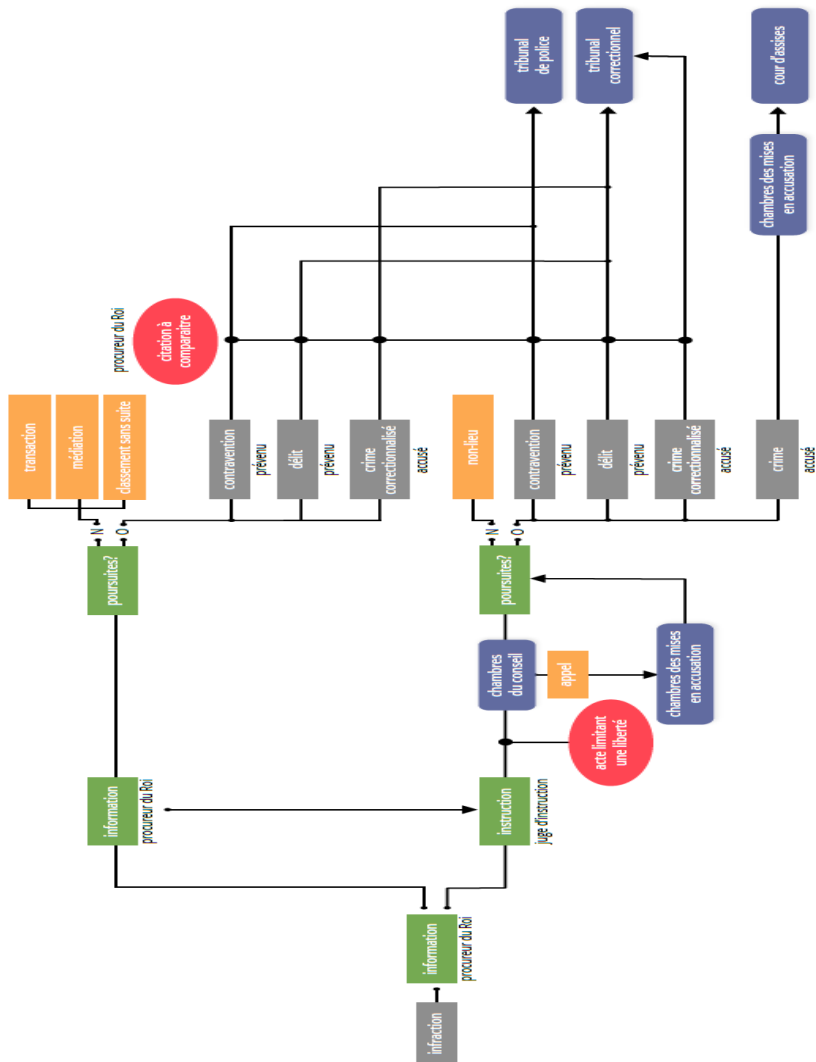 infraction
information
procureur du Roi
information
procureur du Roi
instruction
juge d'instruction
acte limitant
une liberté
chambres
du conseil
appel
chambres des mises
en accusation
poursuites?
N
O
transaction
médiation
classement sans suite
contravention
prévenu
délit
prévenu
crime
correctionnalisé
accusé
procureur du Roi
citation à
comparaître
poursuites?
N
O
non-lieu
contravention
prévenu
délit
prévenu
crime
correctionnalisé
accusé
crime
accusé
chambres des mises
en accusation
tribunal
de police
tribunal
correctionnel
cour d'assises